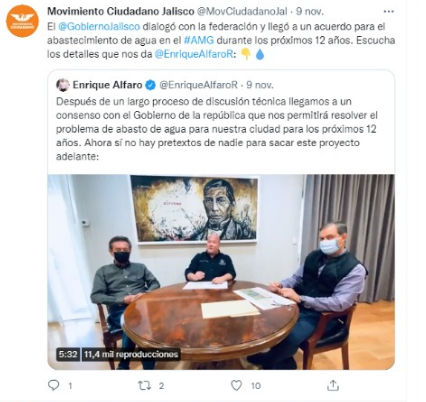 Movimiento Ciudadano Jalisco @MovCiudadanoJal · 9 nov.
El @GobiernoJalisco dialogó con la federación y llegó a un acuerdo para el
abastecimiento de agua en el #AMG durante los próximos 12 años. Escucha
los detalles que nos da @EnriqueAlfaroR: 👇💧
Enrique Alfaro @EnriqueAlfaroR · 9 nov.
Después de un largo proceso de discusión técnica llegamos a un
consenso con el Gobierno de la república que nos permitirá resolver el
problema de abasto de agua para nuestra ciudad para los próximos 12
años. Ahora sí no hay pretextos de nadie para sacar este proyecto
adelante:
5:32 11,4 mil reproducciones
1 2 10